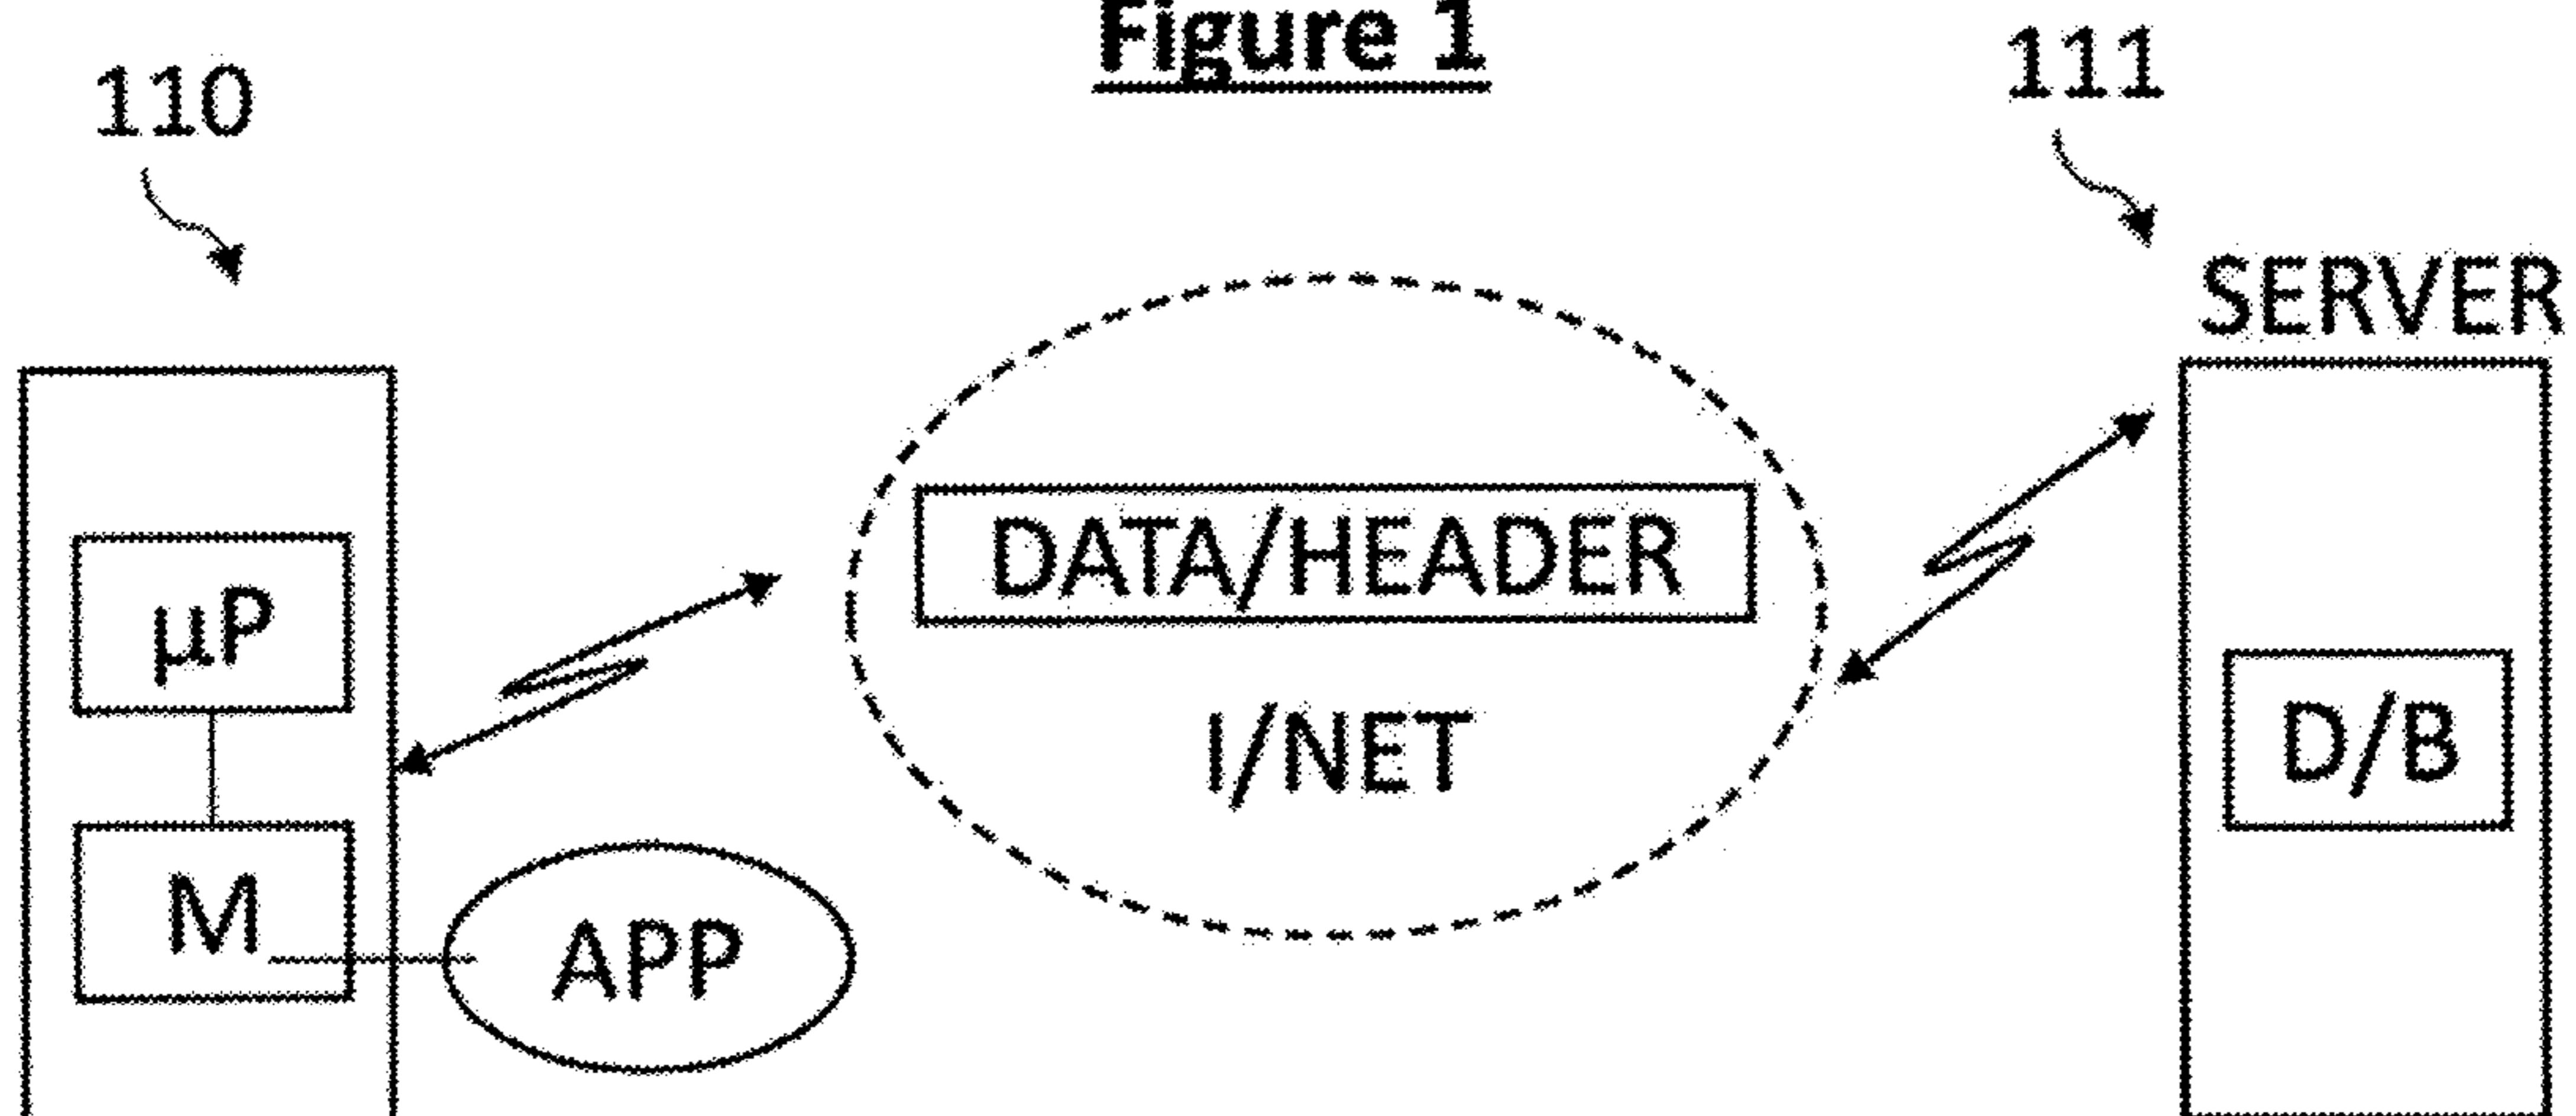 Figure 1
110
111
SERVER
DATA/HEADER
µP
I/NET
D/B
M
APP